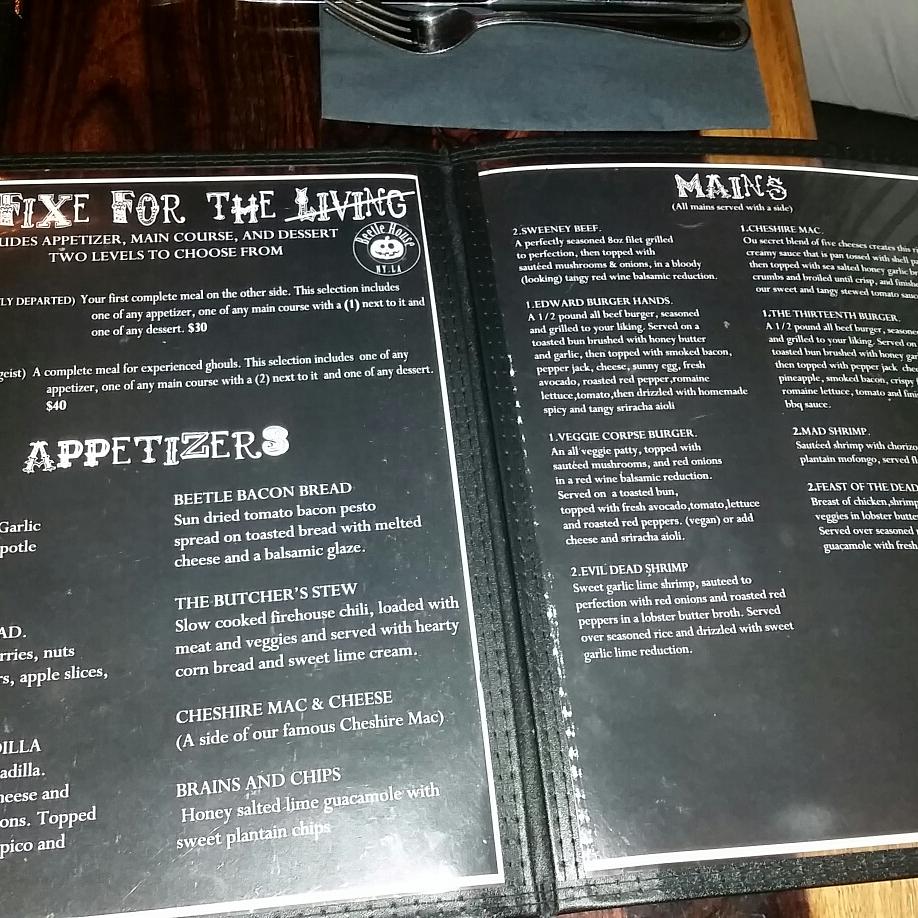 FIXE FOR THE LIVING
UDES APPETIZER, MAIN COURSE, AND DESSERT
TWO LEVELS TO CHOOSE FROM
Beetle House
NY:LA
LY DEPARTED) Your first complete meal on the other side. This selection includes
one of any appetizer, one of any main course with a (1) next to it and
one of any dessert. $30
geist) A complete meal for experienced ghouls. This selection includes one of any
appetizer, one of any main course with a (2) next to it and one of any dessert.
$40
APPETIZERS
Garlic
potle
AD.
rries, nuts
rs, apple slices,
DILLA
adilla.
heese and
ons. Topped
pico and
BEETLE BACON BREAD
Sun dried tomato bacon pesto
spread on toasted bread with melted
cheese and a balsamic glaze.
THE BUTCHER'S STEW
Slow cooked firehouse chili, loaded with
meat and veggies and served with hearty
corn bread and sweet lime cream.
CHESHIRE MAC & CHEESE
(A side of our famous Cheshire Mac)
BRAINS AND CHIPS
Honey salted lime guacamole with
sweet plantain chips
MAINS
(All mains served with a side)
2.SWEENEY BEEF.
A perfectly seasoned 8oz filet grilled
to perfection, then topped with
sautéed mushrooms & onions, in a bloody
(looking) tangy red wine balsamic reduction.
1.EDWARD BURGER HANDS.
A 1/2 pound all beef burger, seasoned
and grilled to your liking. Served on a
toasted bun brushed with honey butter
and garlic, then topped with smoked bacon,
pepper jack, cheese, sunny egg, fresh
avocado, roasted red pepper,romaine
lettuce,tomato,then drizzled with homemade
spicy and tangy sriracha aioli
1.VEGGIE CORPSE BURGER.
An all veggie patty, topped with
sautéed mushrooms, and red onions
in a red wine balsamic reduction.
Served on a toasted bun,
topped with fresh avocado,tomato,lettuce
and roasted red peppers. (vegan) or add
cheese and sriracha aioli.
2.EVIL DEAD SHRIMP
Sweet garlic lime shrimp, sauteed to
perfection with red onions and roasted red
peppers in a lobster butter broth. Served
over seasoned rice and drizzled with sweet
garlic lime reduction.
1.CHESHIRE MAC.
Ou secret blend of five cheeses creates this
creamy sauce that is pan tossed with shell
then topped with sea salted honey garlic
crumbs and broiled until crisp, and
our sweet and tangy stewed tomato
1.THE THIRTEENTH BURGER.
A 1/2 pound all beef burger, seasone
and grilled to your liking. Served on
toasted bun brushed with honey
then topped with pepper jack
pineapple, smoked bacon, crispy
romaine lettuce, tomato and
bbq sauce.
2.MAD SHRIMP.
Sautéed shrimp with chorizo
plantain mofongo, served
2.FEAST OF THE DEAD
Breast of chicken,shrimp
veggies in lobster butte
Served over seasoned
guacamole with fresh